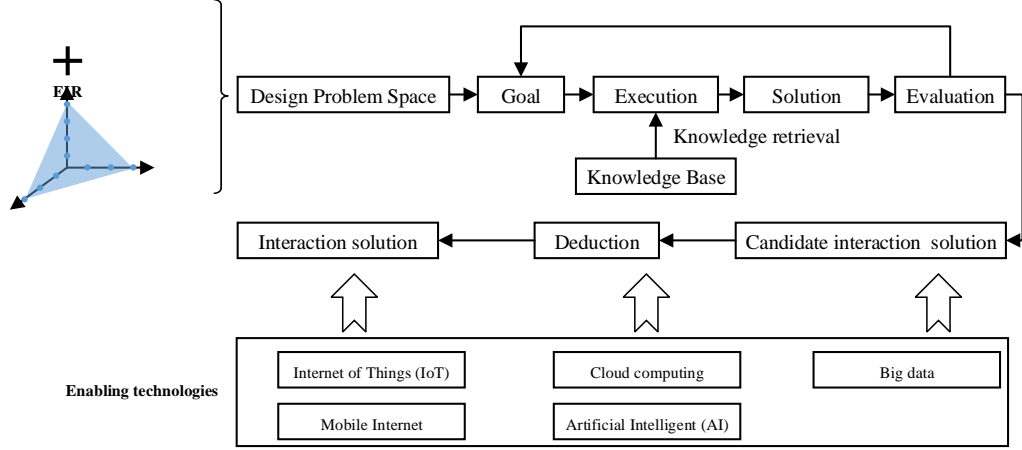 Design Problem Space
Goal
Execution
Solution
Evaluation
Knowledge retrieval
Knowledge Base
Interaction solution
Deduction
Candidate interaction solution
Enabling technologies
Internet of Things (IoT)
Cloud computing
Big data
Mobile Internet
Artificial Intelligent (AI)